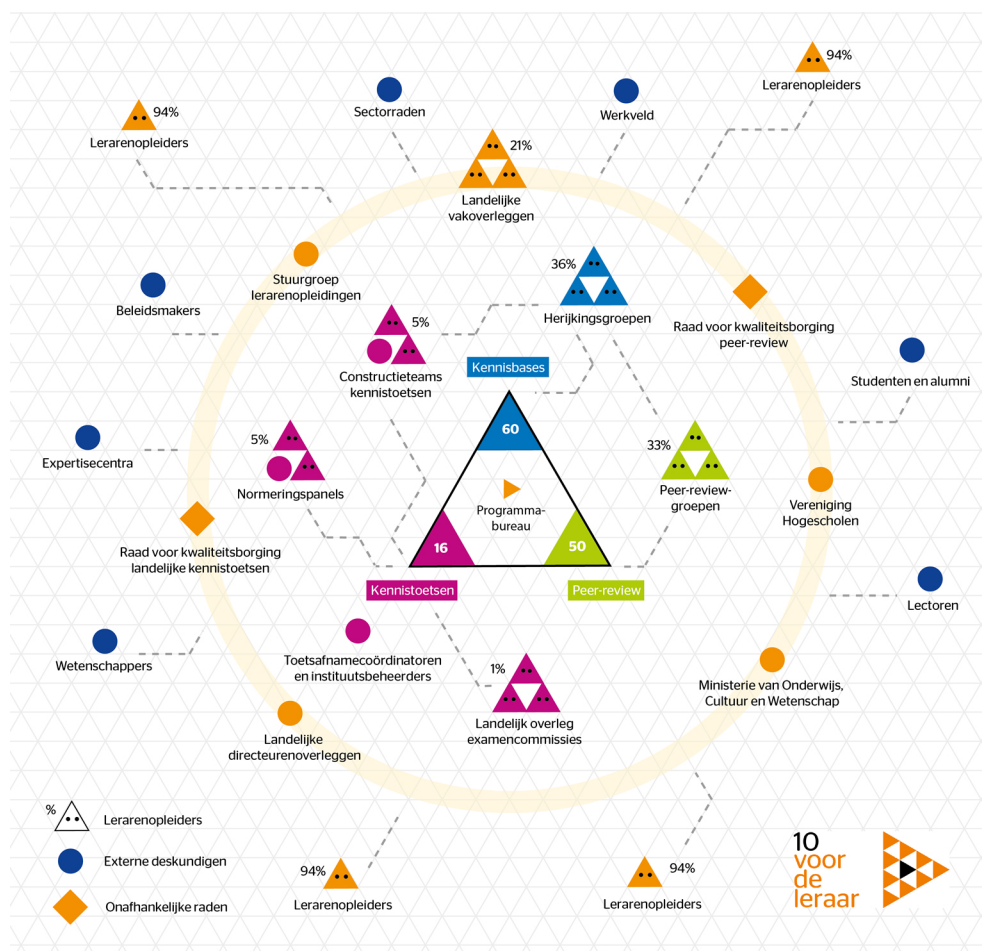 94%
Lerarenopleiders
94%
Lerarenopleiders
Sectorraden
Werkveld
21%
Landelijke
vakoverleggen
Stuurgroep
lerarenopleidingen
36%
Herijkingsgroepen
Beleidsmakers
5%
Constructieteams
kennistoetsen
Raad voor kwaliteitsborging
peer-review
Kennisbases
Studenten en alumni
60
5%
Normeringspanels
33%
Peer-review-
groepen
Expertisecentra
Programma-
bureau
Vereniging
Hogescholen
Raad voor kwaliteitsborging
landelijke kennistoetsen
16
50
Kennistoetsen
Peer-review
Lectoren
Wetenschappers
Toetsafnamecoördinatoren
en instituutsbeheerders
1%
Landelijk overleg
examencommissies
Ministerie van Onderwijs,
Cultuur en Wetenschap
Landelijke
directeurenoverleggen
94%
Lerarenopleiders
94%
Lerarenopleiders
%
Lerarenopleiders
Externe deskundigen
Onafhankelijke raden
10
voor
de
leraar